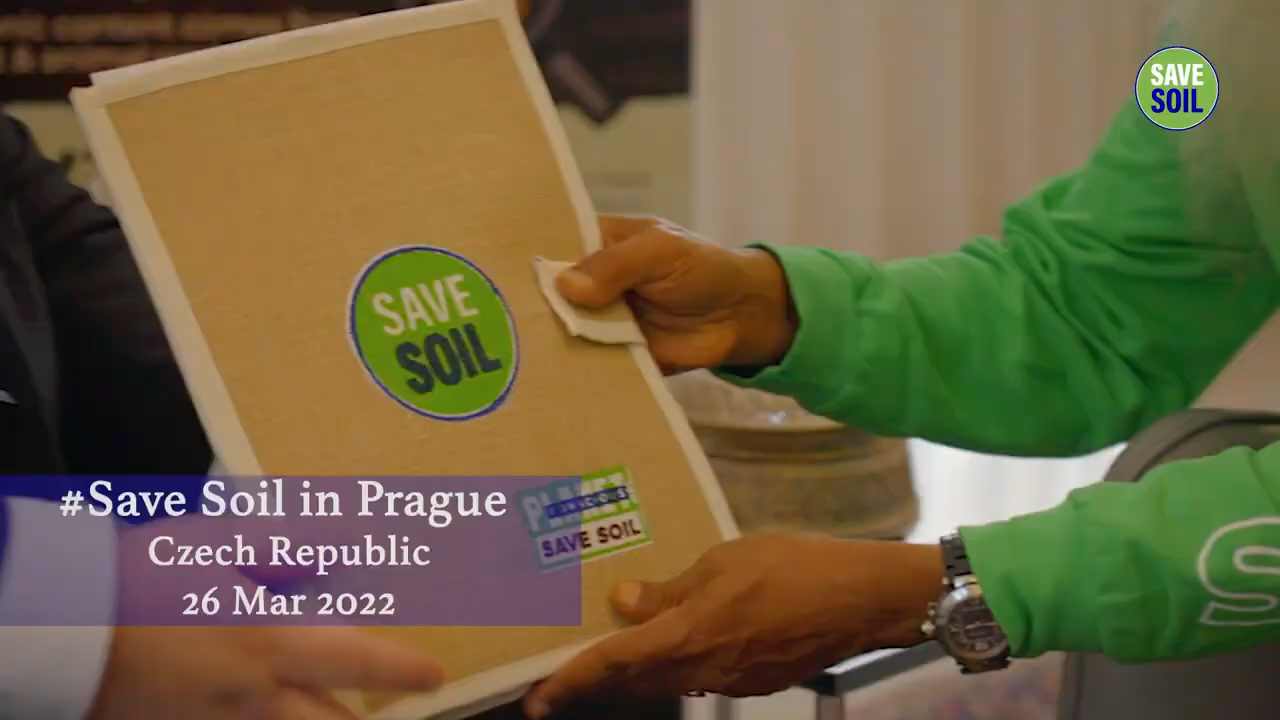 SAVE
SOIL
SAVE
SOIL
SAVE SOIL
#Save Soil in Prague
Czech Republic
26 Mar 2022
S